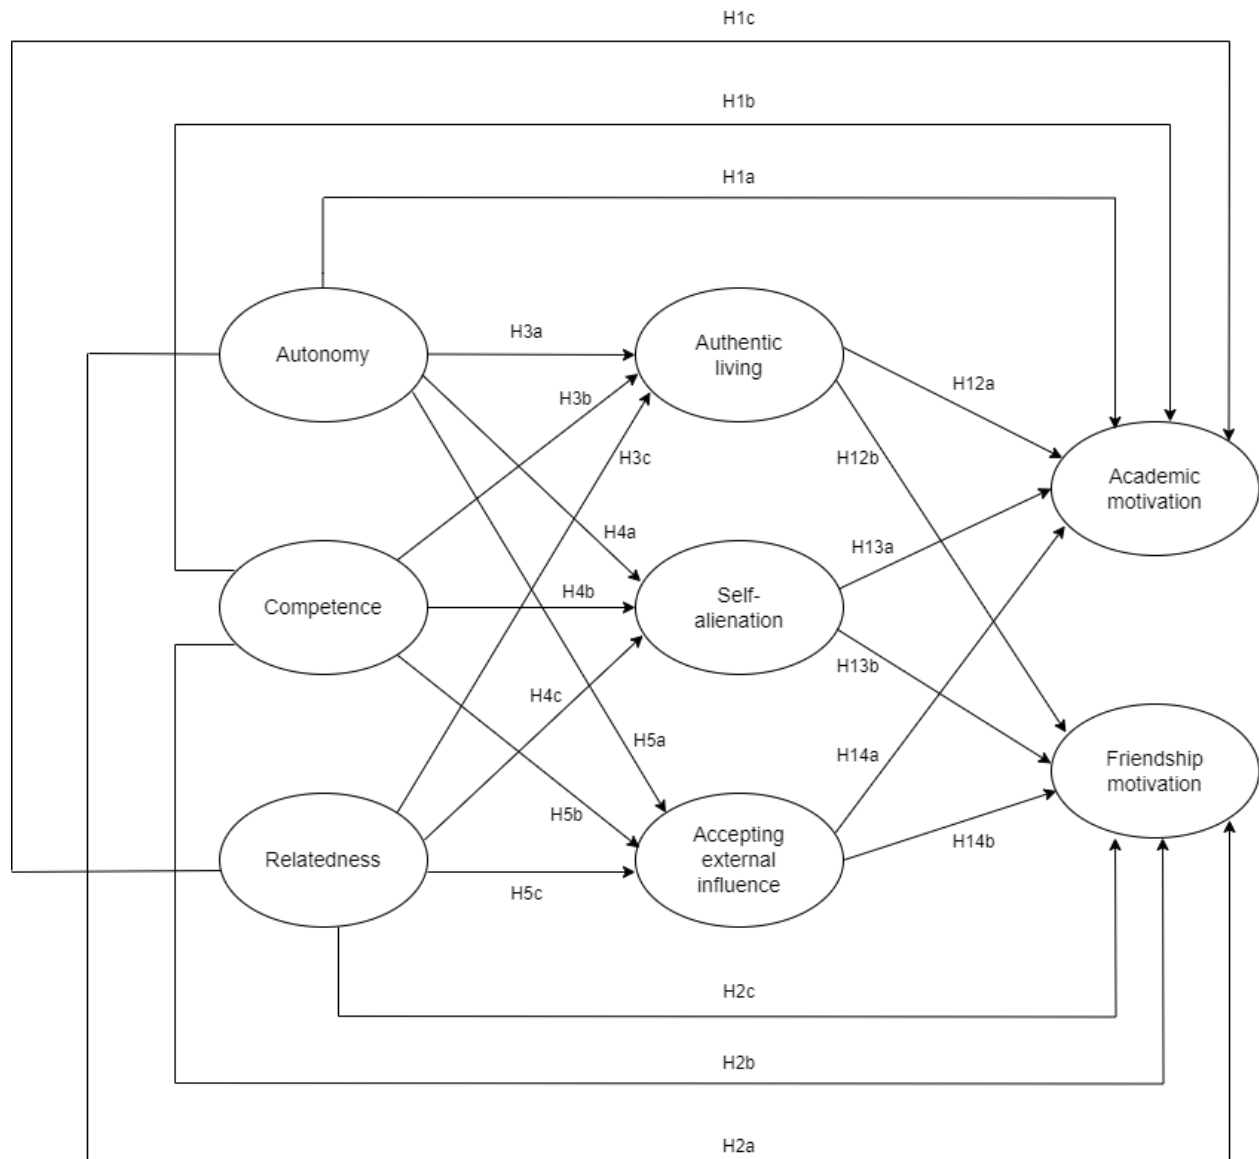 H1c
H1b
H1a
Autonomy
H3a
Authentic
living
H3b
H12a
H3c
H12b
Academic
motivation
H4a
H13a
Competence
H4b
Self-
alienation
H13b
H4c
H5a
H14a
Friendship
motivation
H5b
Relatedness
Accepting
external
influence
H14b
H5c
H2c
H2b
H2a